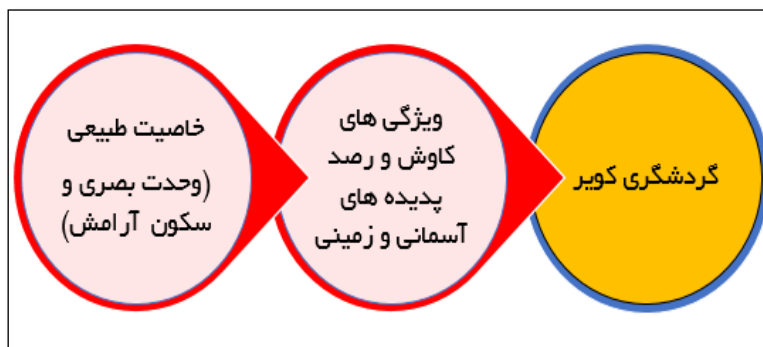 خاصیت طبیعی
(وحدت بصری و
سکون آرامش)
ویژگی های
کاوش و رصد
پدیده های
آسمانی و زمینی
گردشگری کویر